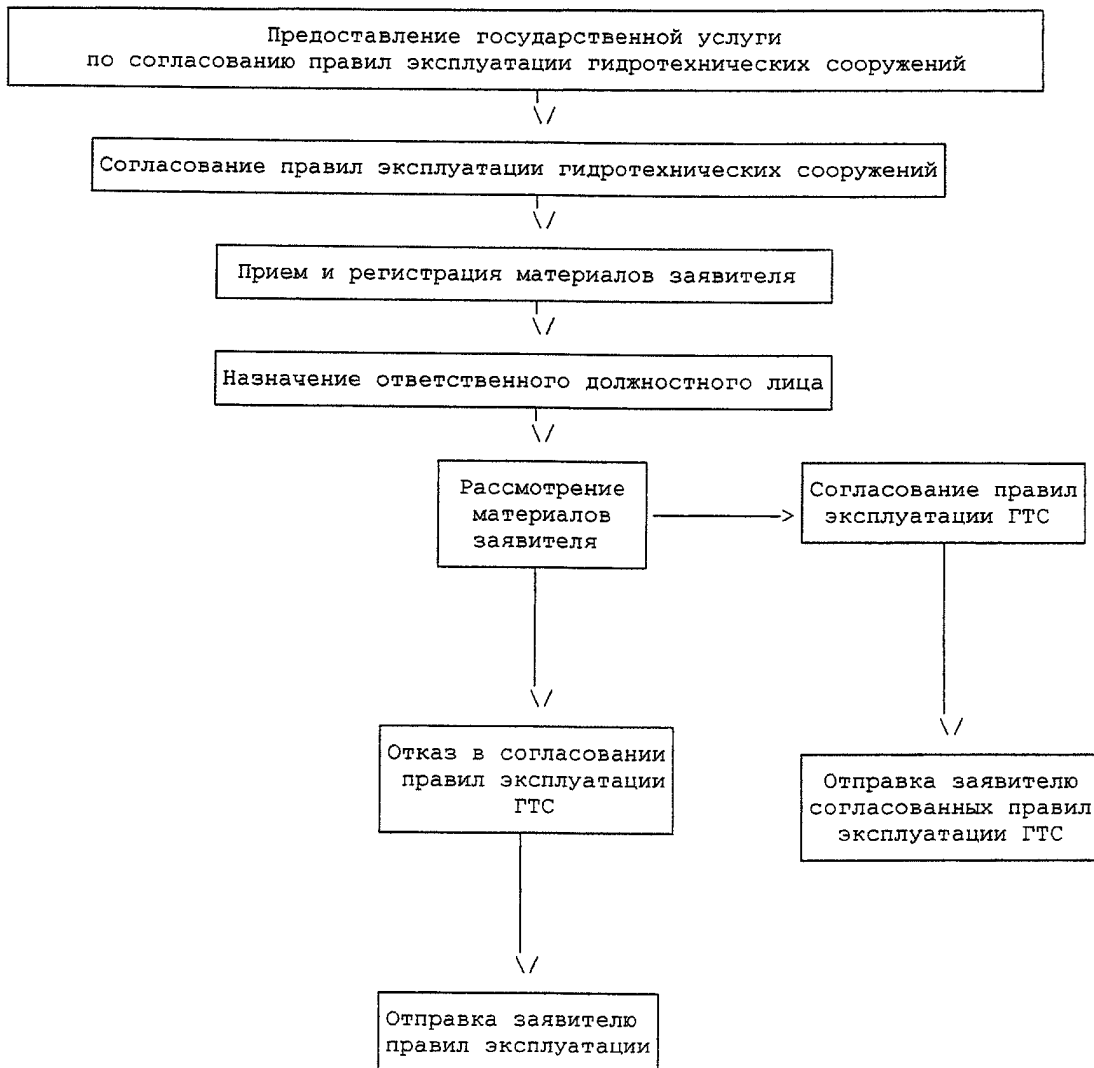 Предоставление государственной услуги
по согласованию правил эксплуатации гидротехнических сооружений
Согласование правил эксплуатации гидротехнических сооружений
Прием и регистрация материалов заявителя
Назначение ответственного должностного лица
Рассмотрение
материалов
заявителя
Согласование правил
эксплуатации ГТС
Отказ в согласовании
правил эксплуатации
ГТС
Отправка заявителю
согласованных правил
эксплуатации ГТС
Отправка заявителю
правил эксплуатации